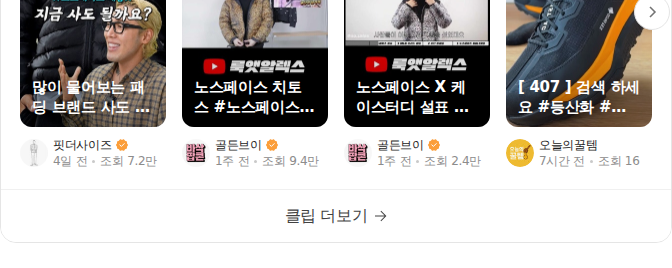 지금 사도 될까요?
많이 물어보는 패
딩 브랜드 사도 ...
룩앳알렉스
노스페이스 치토
스 #노스페이스...
룩앳알렉스
노스페이스 X 케
이스터디 설표 ...
[ 407 ] 검색 하세
요 #등산화 #...
핏더사이즈
4일 전 · 조회 7.2만
골든브이
1주 전 · 조회 9.4만
골든브이
1주 전 · 조회 2.4만
오늘의꿀템
7시간 전 · 조회 16
클립 더보기 →